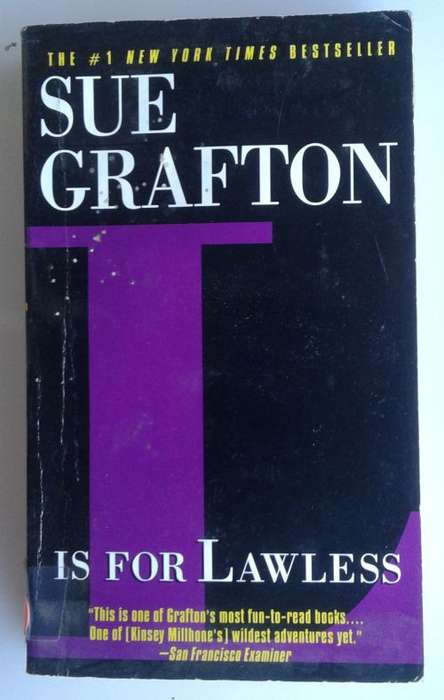 THE #1 NEW YORK TIMES BESTSELLER
SUE
GRAFTON
L
IS FOR LAWLESS
"This is one of Grafton's most fun-to-read books....
One of [Kinsey Millhone's] wildest adventures yet."
—San Francisco Examiner